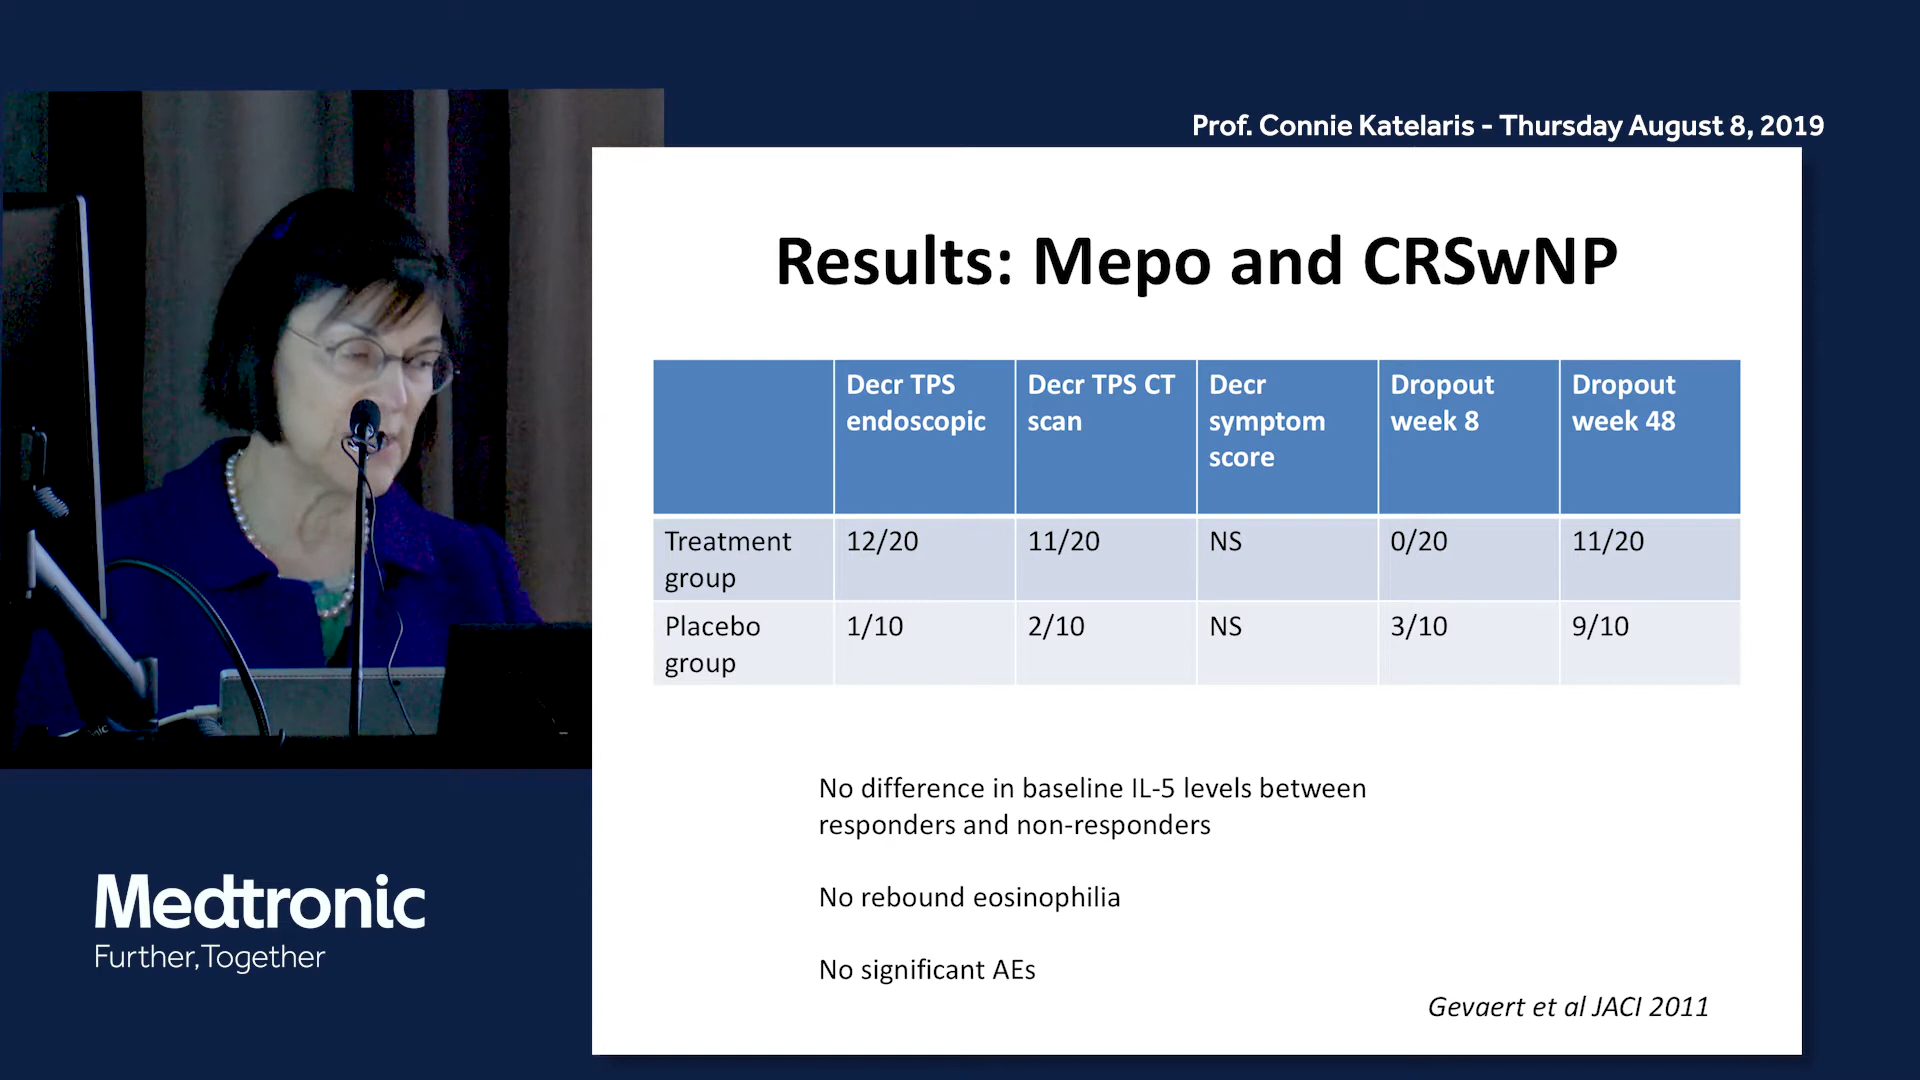 Prof. Connie Katelaris - Thursday August 8, 2019
Results: Mepo and CRSwNP
Decr TPS endoscopic
Decr TPS CT scan
Decr symptom score
Dropout week 8
Dropout week 48
Treatment group
12/20
11/20
NS
0/20
11/20
Placebo group
1/10
2/10
NS
3/10
9/10
No difference in baseline IL-5 levels between
responders and non-responders
No rebound eosinophilia
No significant AEs
Gevaert et al JACI 2011
Medtronic
Further, Together